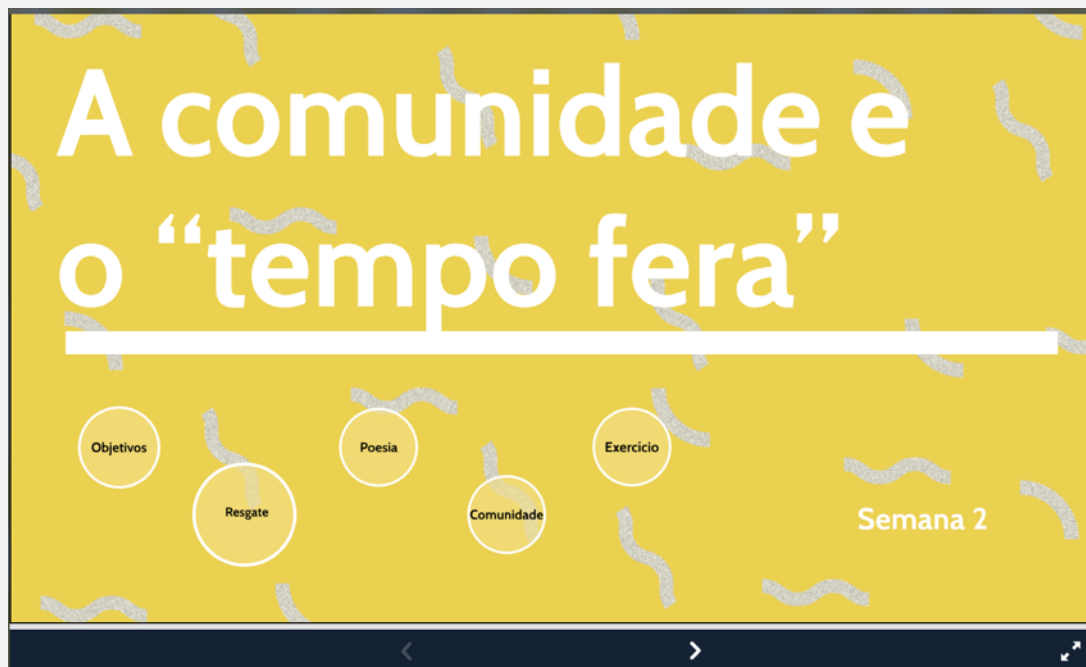 A comunidade e
o “tempo fera”
Objetivos
Resgate
Poesia
Comunidade
Exercício
Semana 2